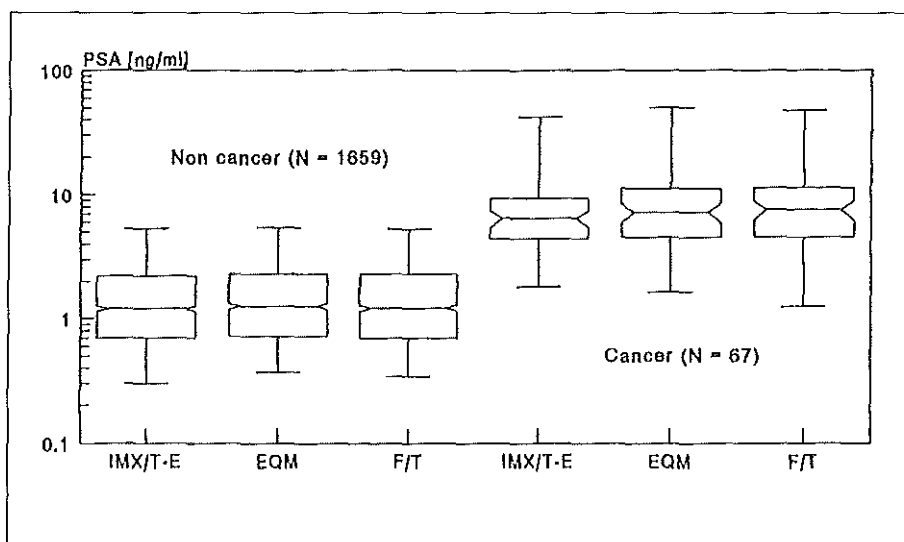 PSA [ng/ml]
100
10
1
0.1
Non cancer (N = 1659)
Cancer (N = 67)
IMX/T-E EQM F/T IMX/T-E EQM F/T